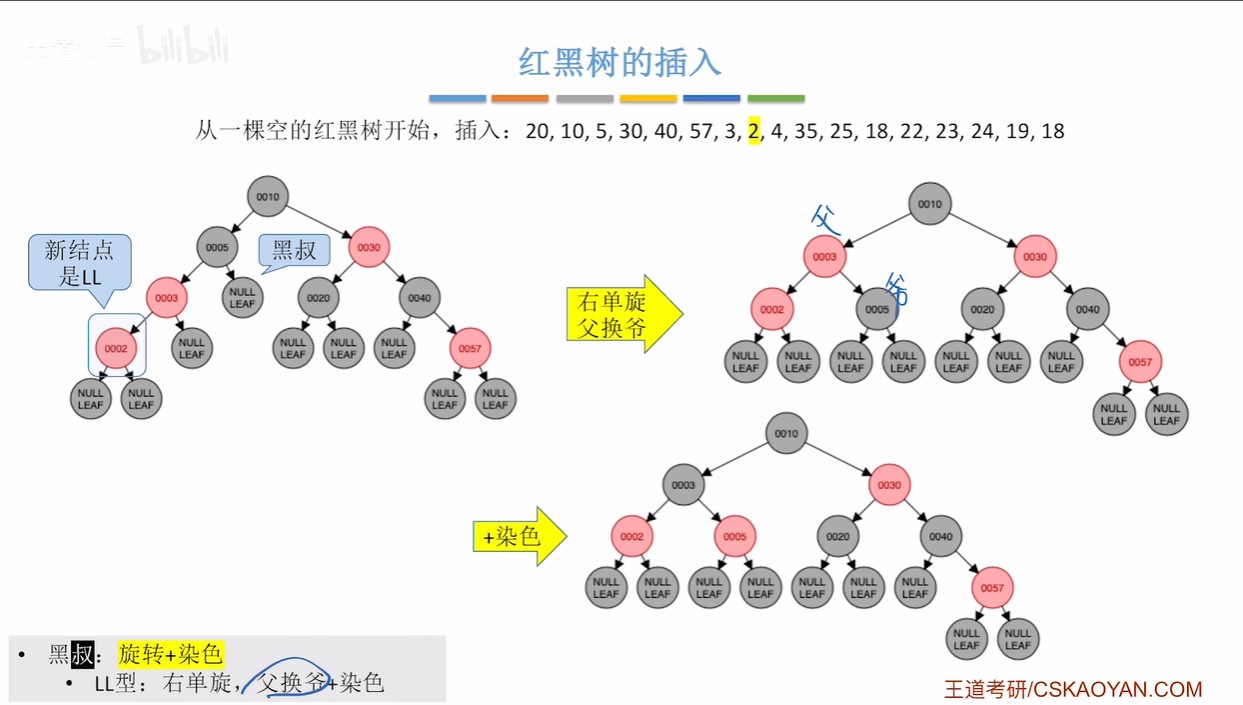 bilibili
红黑树的插入
从一棵空的红黑树开始，插入：20, 10, 5, 30, 40, 57, 3, 2, 4, 35, 25, 18, 22, 23, 24, 19, 18
0010
0005
黑叔
0030
新结点
是LL
0003
NULL
LEAF
0020
0040
0002
NULL
LEAF
NULL
LEAF
NULL
LEAF
NULL
LEAF
0057
NULL
LEAF
NULL
LEAF
NULL
LEAF
NULL
LEAF
右单旋
父换爷
0010
父
0003
0030
爷
0002
0005
0020
0040
NULL
LEAF
NULL
LEAF
NULL
LEAF
NULL
LEAF
NULL
LEAF
NULL
LEAF
NULL
LEAF
0057
NULL
LEAF
NULL
LEAF
+染色
0010
0003
0030
0002
0005
0020
0040
NULL
LEAF
NULL
LEAF
NULL
LEAF
NULL
LEAF
NULL
LEAF
NULL
LEAF
NULL
LEAF
0057
NULL
LEAF
NULL
LEAF
• 黑叔：旋转+染色
• LL型：右单旋，父换爷+染色
王道考研/CSKAOYAN.COM